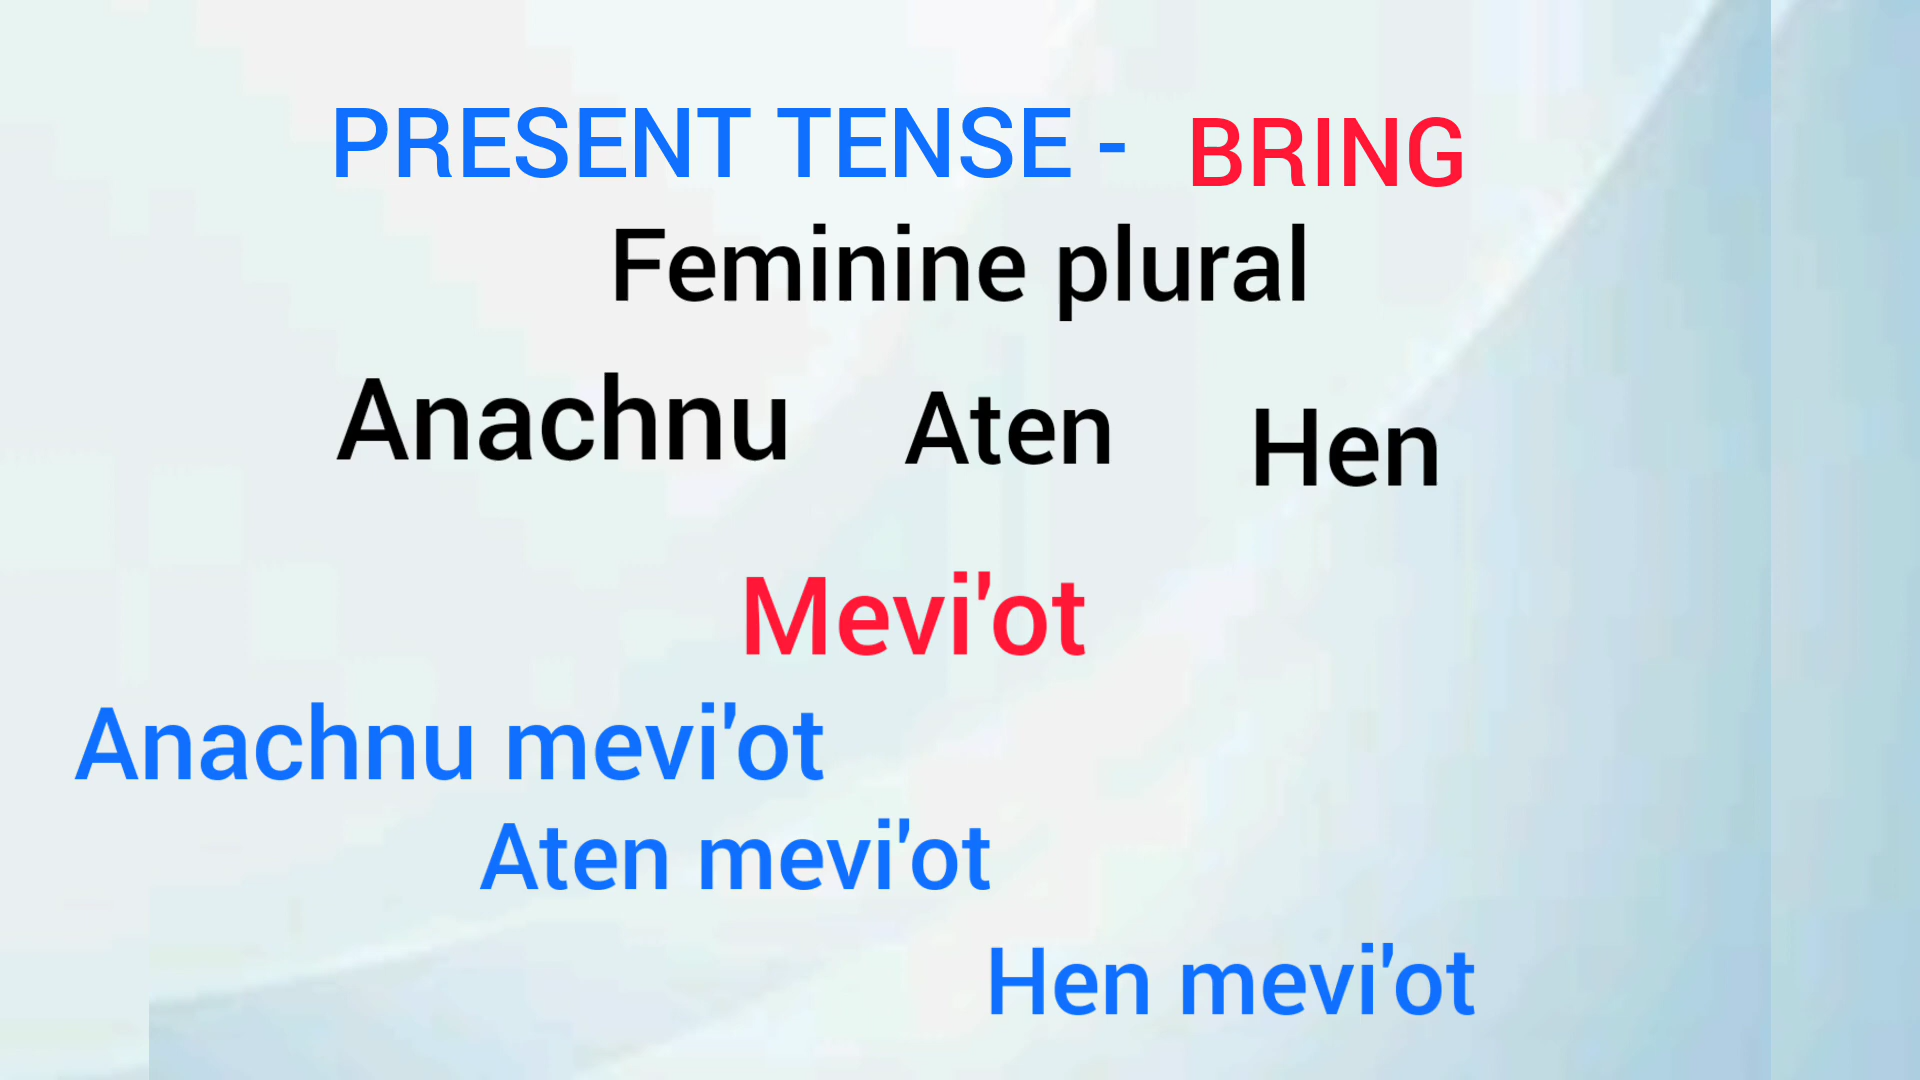 PRESENT TENSE - BRING
Feminine plural
Anachnu Aten Hen
Mevi'ot
Anachnu mevi'ot
Aten mevi'ot
Hen mevi'ot